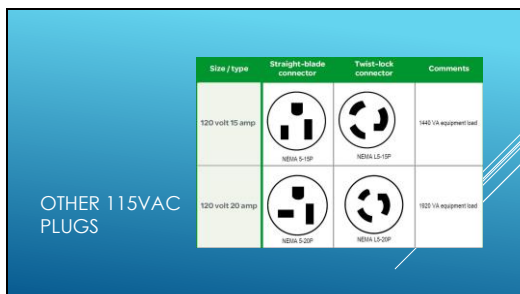 Size / type
Straight-blade
connector
Twist-lock
connector
Comments
120 volt 15 amp
NEMA 5-15P
NEMA L5-15P
1440 VA equipment load
120 volt 20 amp
NEMA 5-20P
NEMA L5-20P
1920 VA equipment load
OTHER 115VAC
PLUGS